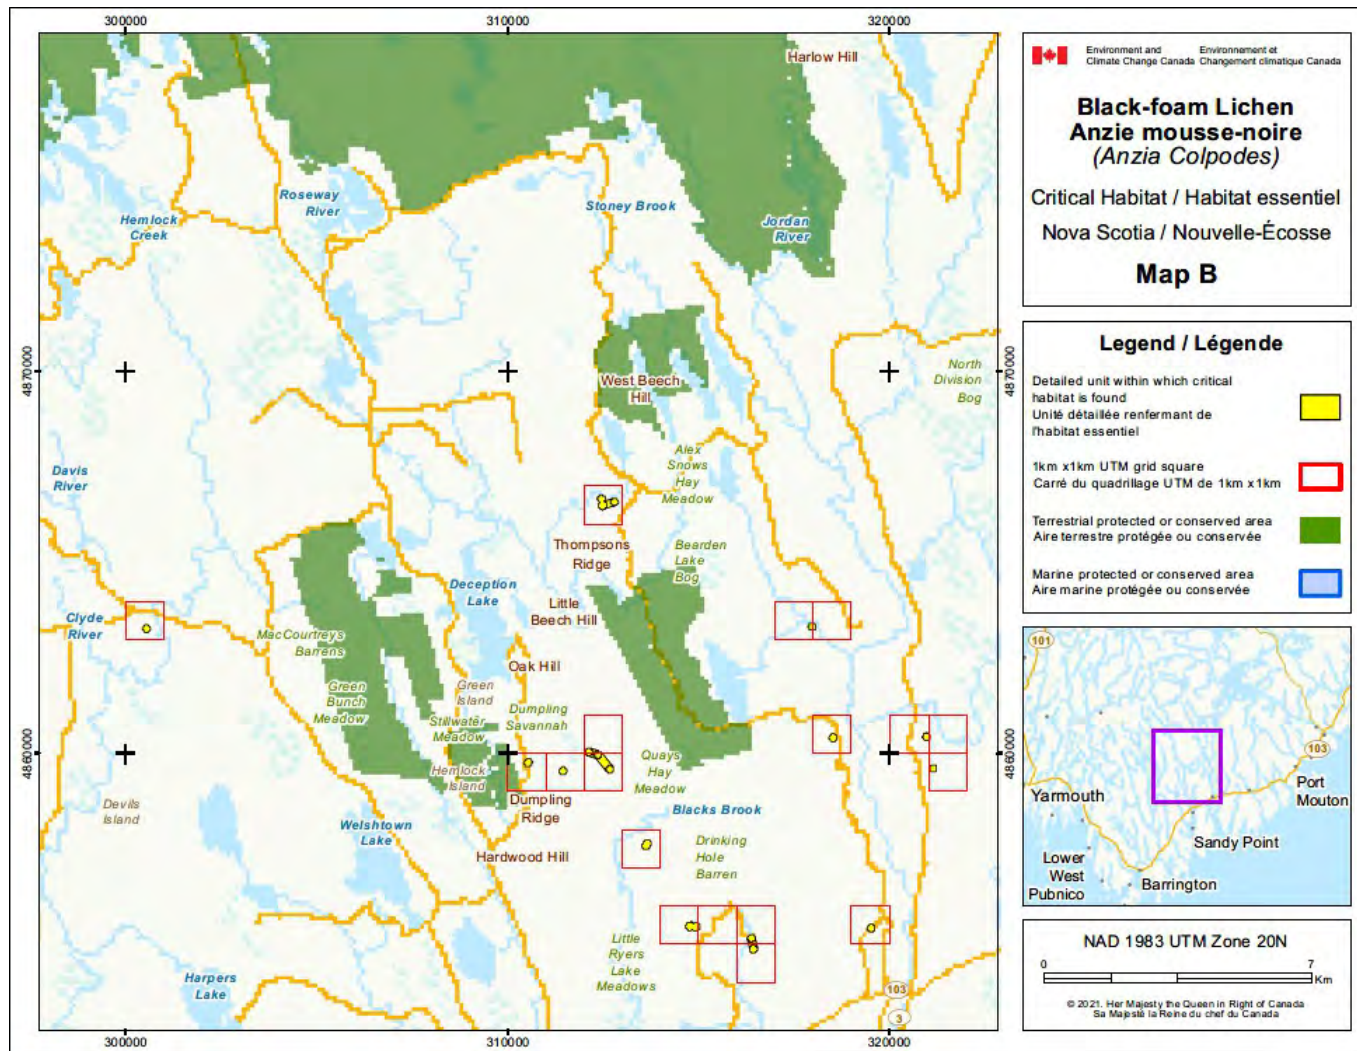 300000
310000
320000
Harlow Hill
Roseway
River
Hemlock
Creek
Stoney Brook
Jordan
River
4870000
4870000
North
Division
Bog
West Beech
Hill
Alex
Snows
Hay
Meadow
Davis
River
Thompsons
Ridge
Bearden
Lake
Bog
Deception
Lake
Little
Beech Hill
Clyde
River
MacCourtreys
Barrens
Oak Hill
Green
Island
Green
Bunch
Meadow
Dumpling
Savannah
Stillwater
Meadow
4860000
4860000
Hemlock
Island
Quays
Hay
Meadow
Devils
Island
Dumpling
Ridge
Blacks Brook
Welshtown
Lake
Hardwood Hill
Drinking
Hole
Barren
Little
Ryers
Lake
Meadows
Harpers
Lake
103
3
300000
310000
320000
Environment and
Climate Change Canada
Environnement et
Changement climatique Canada
Black-foam Lichen
Anzie mousse-noire
(Anzia Colpodes)
Critical Habitat / Habitat essentiel
Nova Scotia / Nouvelle-Écosse
Map B
Legend / Légende
Detailed unit within which critical
habitat is found
Unité détaillée renfermant de
l'habitat essentiel
1km x1km UTM grid square
Carré du quadrillage UTM de 1km x1km
Terrestrial protected or conserved area
Aire terrestre protégée ou conservée
Marine protected or conserved area
Aire marine protégée ou conservée
101
103
Port
Mouton
Yarmouth
Sandy Point
Lower
West
Pubnico
Barrington
NAD 1983 UTM Zone 20N
0
7
Km
© 2021. Her Majesty the Queen in Right of Canada
Sa Majesté la Reine du chef du Canada